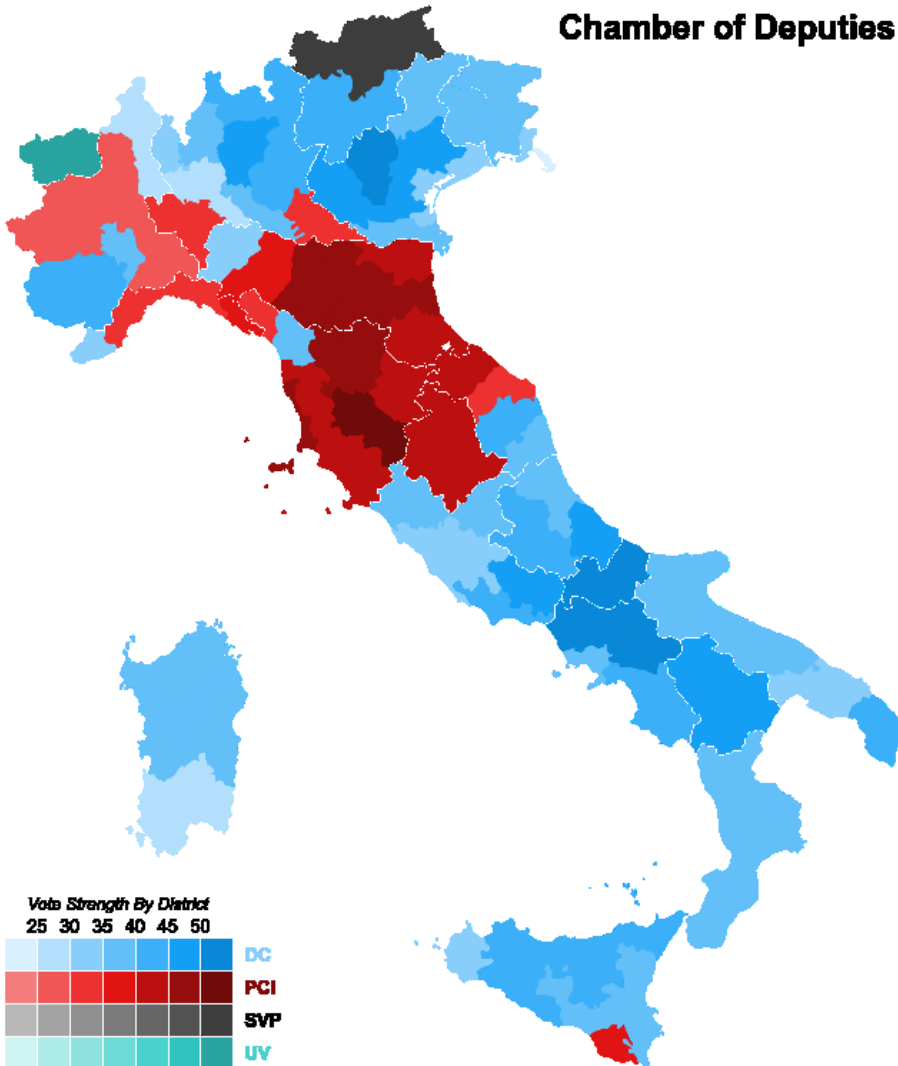 Chamber of Deputies
Vote Strength By District
25 30 35 40 45 50
DC
PCI
SVP
UV